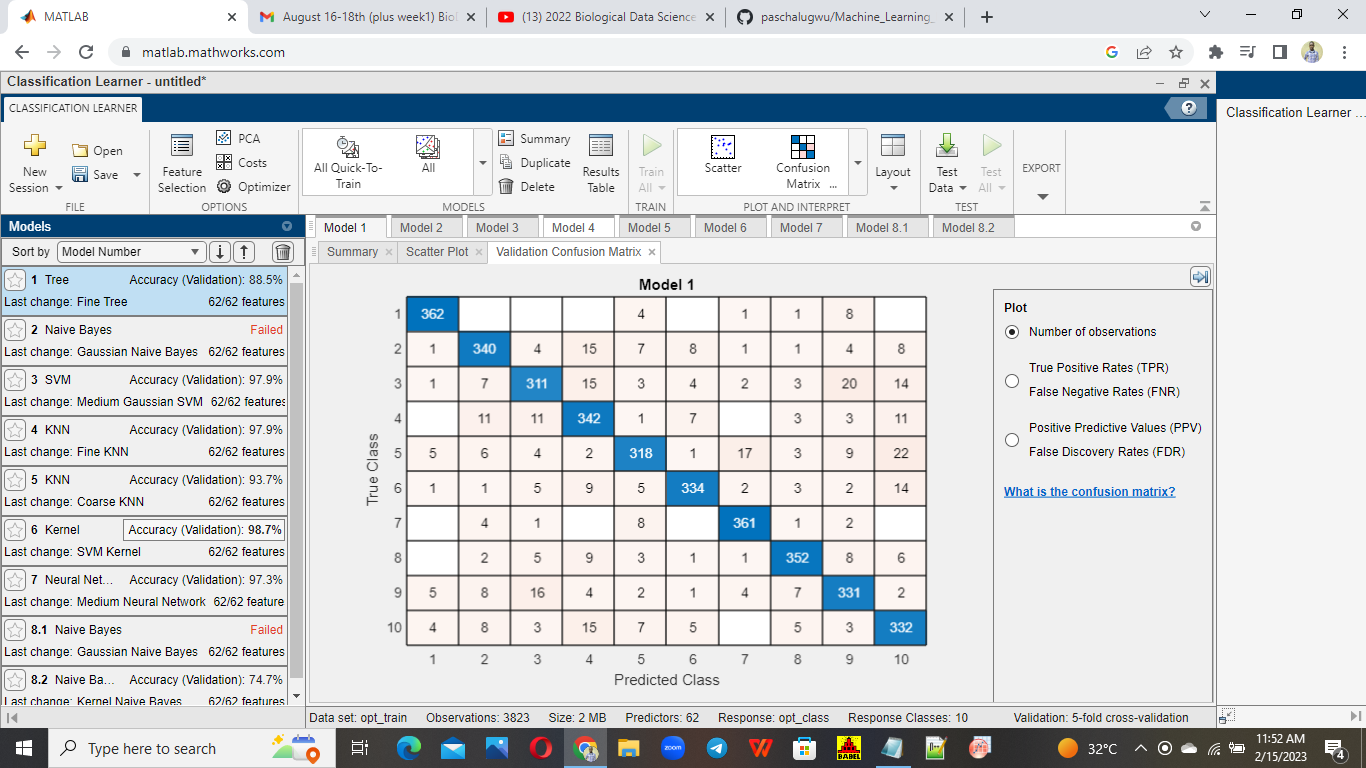 MATLAB
August 16-18th (plus week1) Biol
(13) 2022 Biological Data Science
paschalugwu/Machine_Learning_
matlab.mathworks.com
Classification Learner - untitled*
CLASSIFICATION LEARNER
Classification Learner ...
New Session
Open
Save
FILE
Feature Selection
PCA
Costs
Optimizer
OPTIONS
All Quick-To-Train
All
Summary
Duplicate
Delete
Results Table
MODELS
Train All
TRAIN
Scatter
Confusion Matrix ...
Layout
PLOT AND INTERPRET
Test Data
Test All
TEST
EXPORT
Models
Sort by Model Number
1 Tree Accuracy (Validation): 88.5%
Last change: Fine Tree 62/62 features
2 Naive Bayes Failed
Last change: Gaussian Naive Bayes 62/62 features
3 SVM Accuracy (Validation): 97.9%
Last change: Medium Gaussian SVM 62/62 features
4 KNN Accuracy (Validation): 97.9%
Last change: Fine KNN 62/62 features
5 KNN Accuracy (Validation): 93.7%
Last change: Coarse KNN 62/62 features
6 Kernel Accuracy (Validation): 98.7%
Last change: SVM Kernel 62/62 features
7 Neural Net... Accuracy (Validation): 97.3%
Last change: Medium Neural Network 62/62 feature
8.1 Naive Bayes Failed
Last change: Gaussian Naive Bayes 62/62 features
8.2 Naive Ba... Accuracy (Validation): 74.7%
Last change: Kernel Naive Bayes 62/62 features
Model 1 Model 2 Model 3 Model 4 Model 5 Model 6 Model 7 Model 8.1 Model 8.2
Summary Scatter Plot Validation Confusion Matrix
Model 1
True Class
1 362 4 1 1 8
2 1 340 4 15 7 8 1 1 4 8
3 1 7 311 15 3 4 2 3 20 14
4 11 11 342 1 7 3 3 11
5 5 6 4 2 318 1 17 3 9 22
6 1 1 5 9 5 334 2 3 2 14
7 4 1 8 361 1 2
8 2 5 9 3 1 1 352 8 6
9 5 8 16 4 2 1 4 7 331 2
10 4 8 3 15 7 5 5 3 332
1 2 3 4 5 6 7 8 9 10
Predicted Class
Plot
Number of observations
True Positive Rates (TPR)
False Negative Rates (FNR)
Positive Predictive Values (PPV)
False Discovery Rates (FDR)
What is the confusion matrix?
Data set: opt_train Observations: 3823 Size: 2 MB Predictors: 62 Response: opt_class Response Classes: 10 Validation: 5-fold cross-validation
Type here to search
zoom
BABEL
32°C
11:52 AM
2/15/2023
4